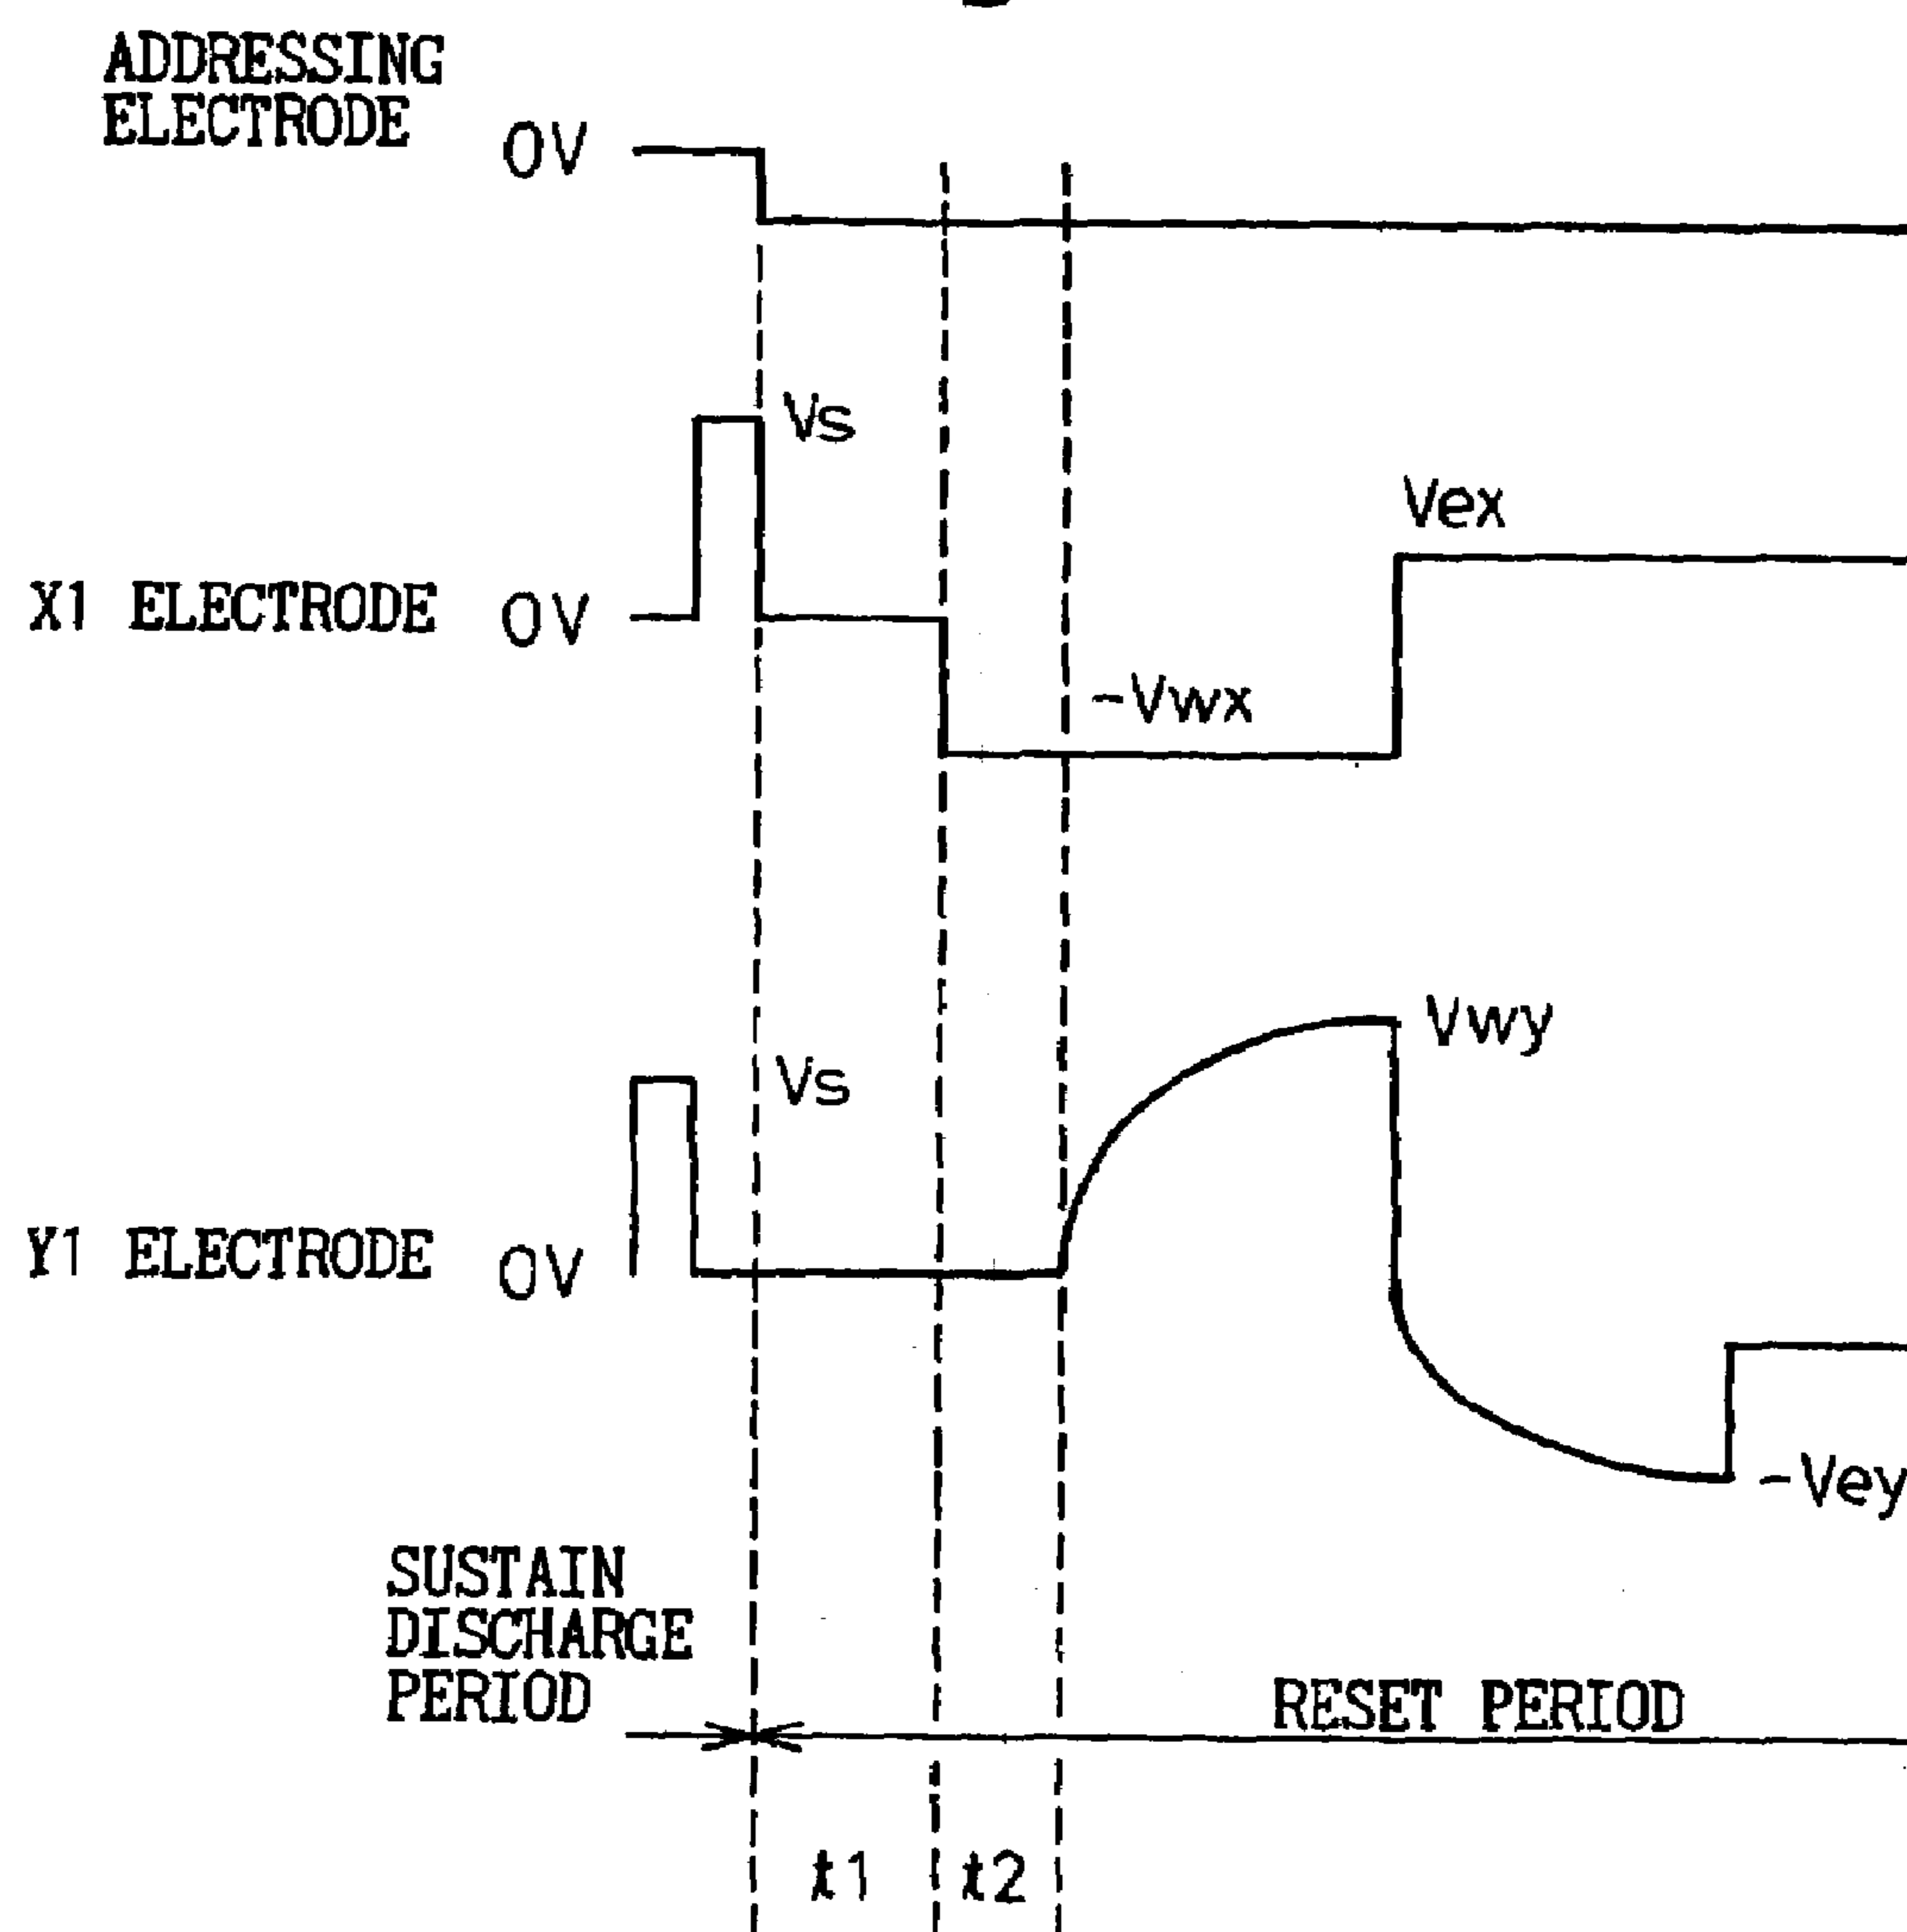 ADDRESSING
ELECTRODE
0V
Vs
Vex
X1 ELECTRODE
0V
-Vwx
Vwy
Vs
Y1 ELECTRODE
0V
-Vey
SUSTAIN
DISCHARGE
PERIOD
RESET PERIOD
t1
t2